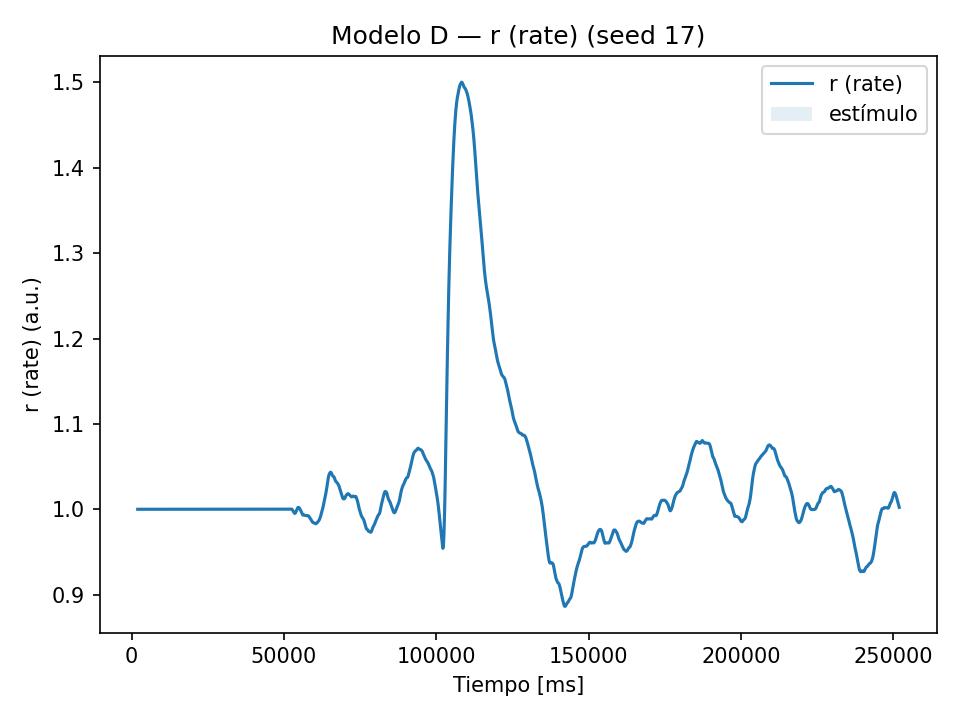 Modelo D — r (rate) (seed 17)
r (rate)
estímulo
1.5
1.4
1.3
1.2
1.1
1.0
0.9
r (rate) (a.u.)
0 50000 100000 150000 200000 250000
Tiempo [ms]